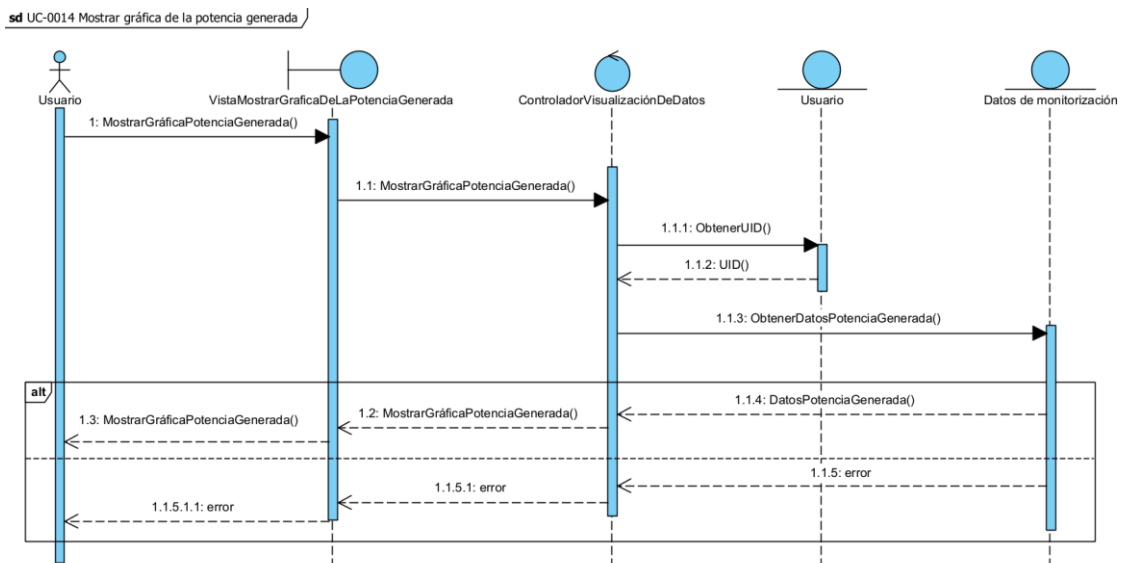 sd UC-0014 Mostrar gráfica de la potencia generada
Usuario
VistaMostrarGraficaDeLaPotenciaGenerada
ControladorVisualizaciónDeDatos
Usuario
Datos de monitorización
1: MostrarGráficaPotenciaGenerada()
1.1: MostrarGráficaPotenciaGenerada()
1.1.1: ObtenerUID()
1.1.2: UID()
1.1.3: ObtenerDatosPotenciaGenerada()
alt
1.1.4: DatosPotenciaGenerada()
1.2: MostrarGráficaPotenciaGenerada()
1.3: MostrarGráficaPotenciaGenerada()
1.1.5: error
1.1.5.1: error
1.1.5.1.1: error